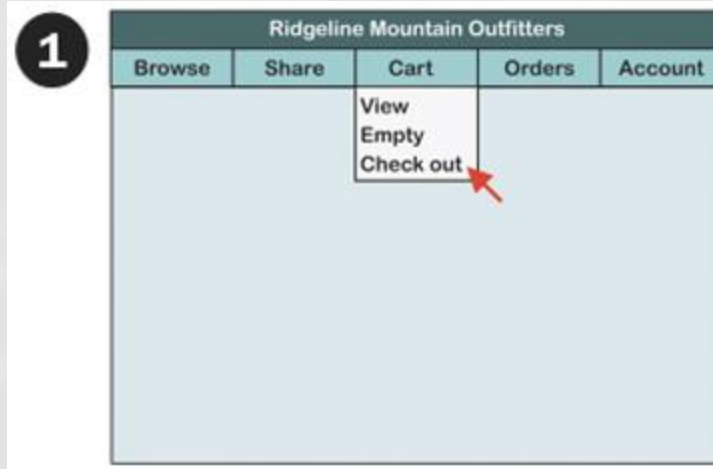 1
Ridgeline Mountain Outfitters
Browse Share Cart Orders Account
View
Empty
Check out